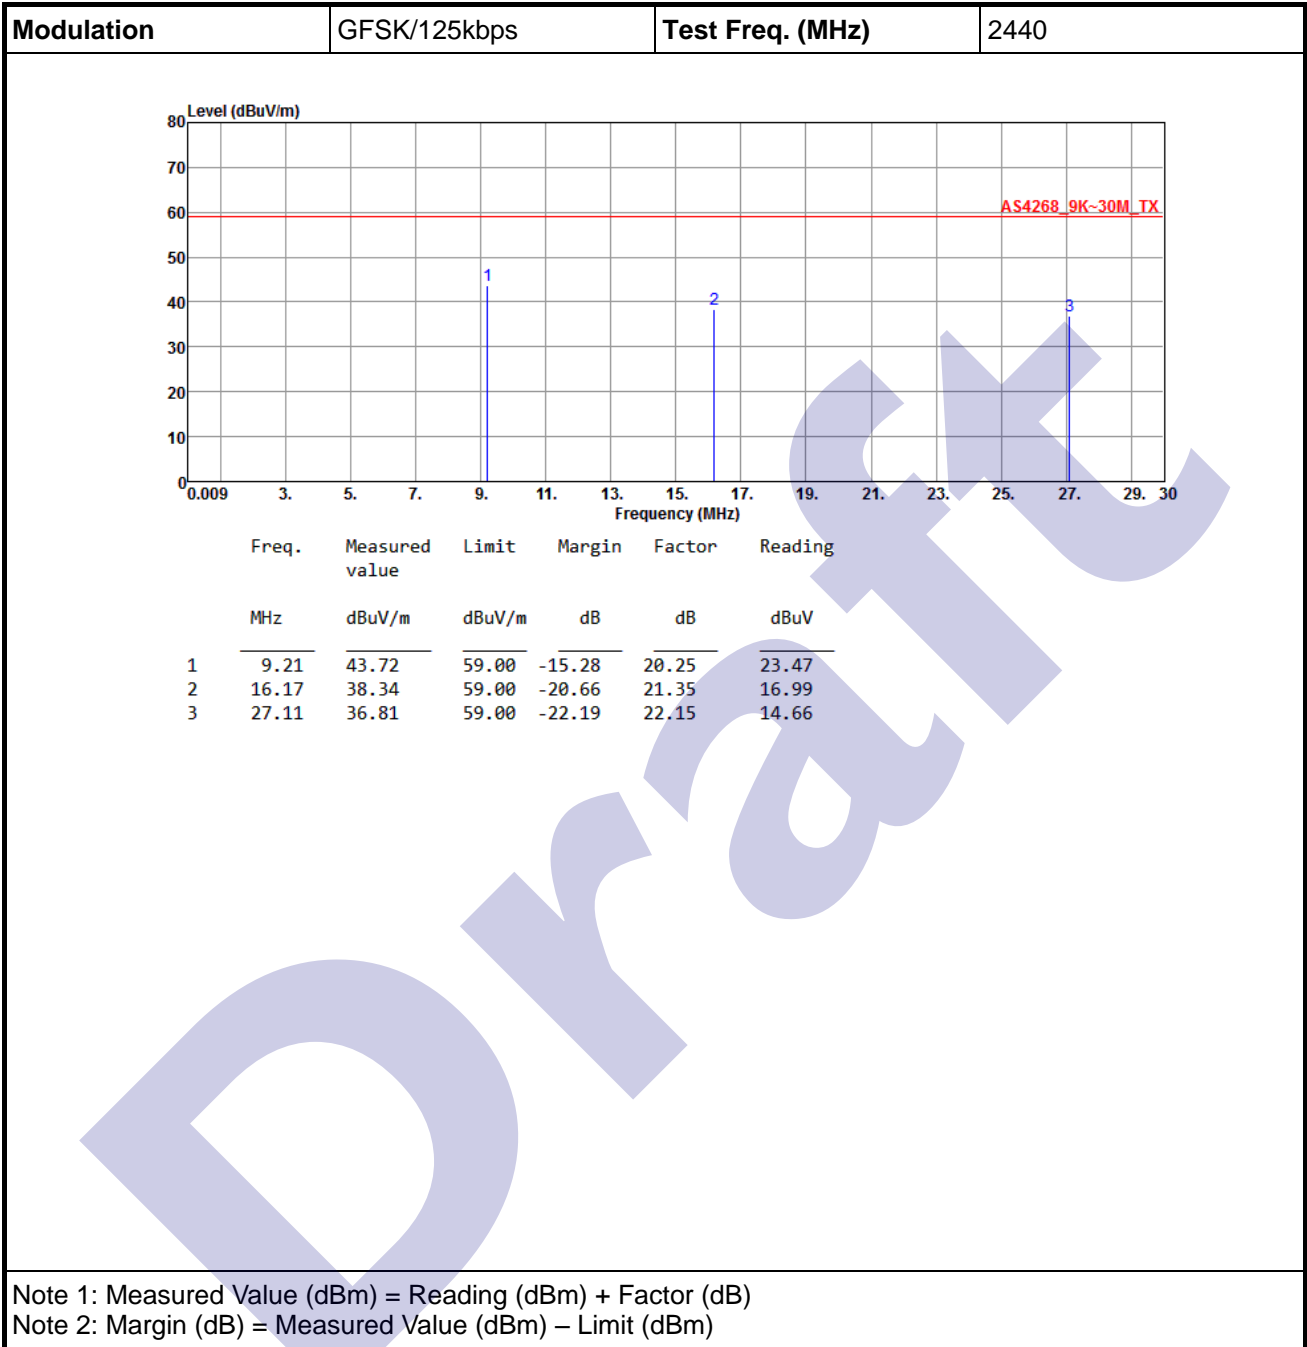 Modulation GFSK/125kbps Test Freq. (MHz) 2440
Level (dBuV/m)
80
70
60
50
40
30
20
10
0
AS4268_9K~30M_TX
1
2
3
0.009 3. 5. 7. 9. 11. 13. 15. 17. 19. 21. 23. 25. 27. 29. 30
Frequency (MHz)
Freq. Measured Limit Margin Factor Reading
value
MHz dBuV/m dBuV/m dB dB dBuV
1 9.21 43.72 59.00 -15.28 20.25 23.47
2 16.17 38.34 59.00 -20.66 21.35 16.99
3 27.11 36.81 59.00 -22.19 22.15 14.66
Draft
Note 1: Measured Value (dBm) = Reading (dBm) + Factor (dB)
Note 2: Margin (dB) = Measured Value (dBm) – Limit (dBm)